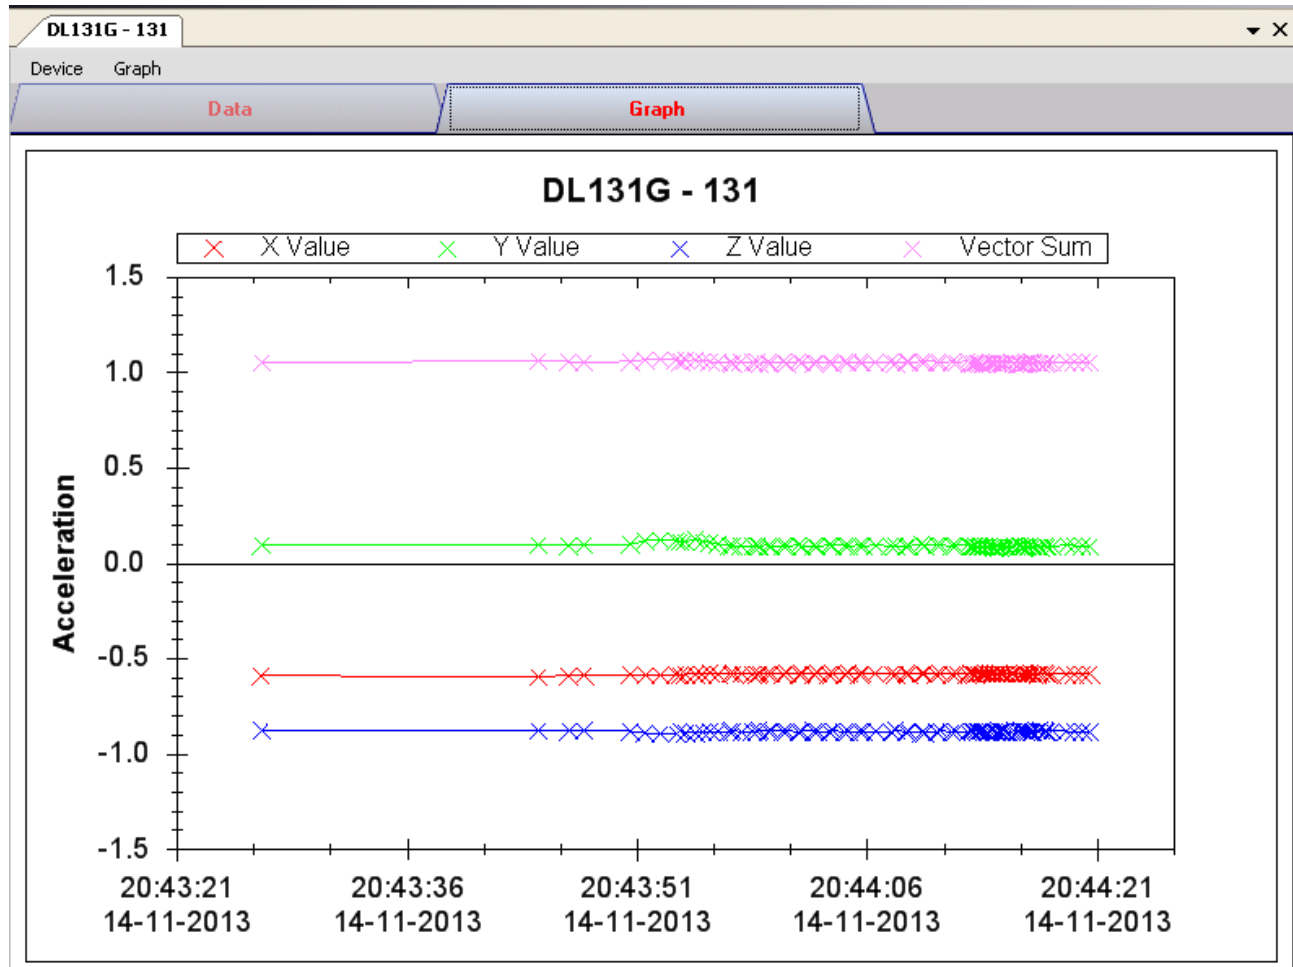 DL131G - 131
Device Graph
Data Graph
DL131G - 131
X Value Y Value Z Value Vector Sum
1.5
1.0
0.5
0.0
-0.5
-1.0
-1.5
Acceleration
20:43:21 20:43:36 20:43:51 20:44:06 20:44:21
14-11-2013 14-11-2013 14-11-2013 14-11-2013 14-11-2013